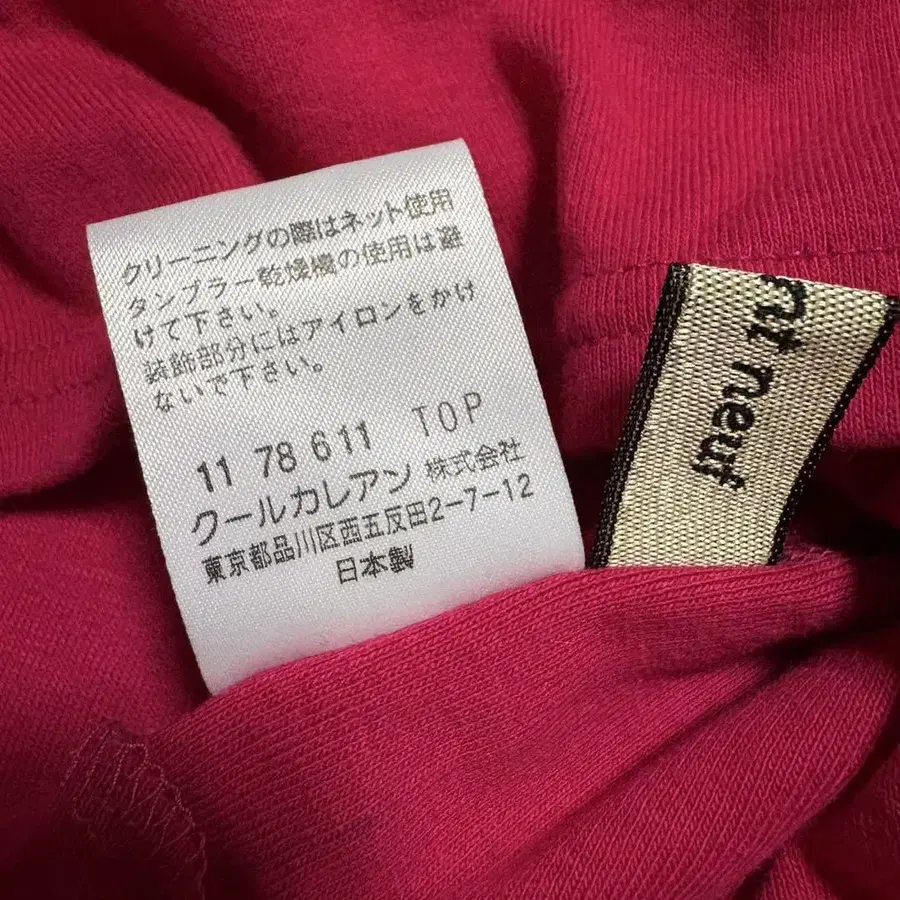 クリーニングの際はネット使用
タンブラー乾燥機の使用は避
けて下さい。
装飾部分にはアイロンをかけ
ないで下さい。
11 78 611 TOP
クールカレアン 株式会社
東京都品川区西五反田2-7-12
日本製
nt neuf